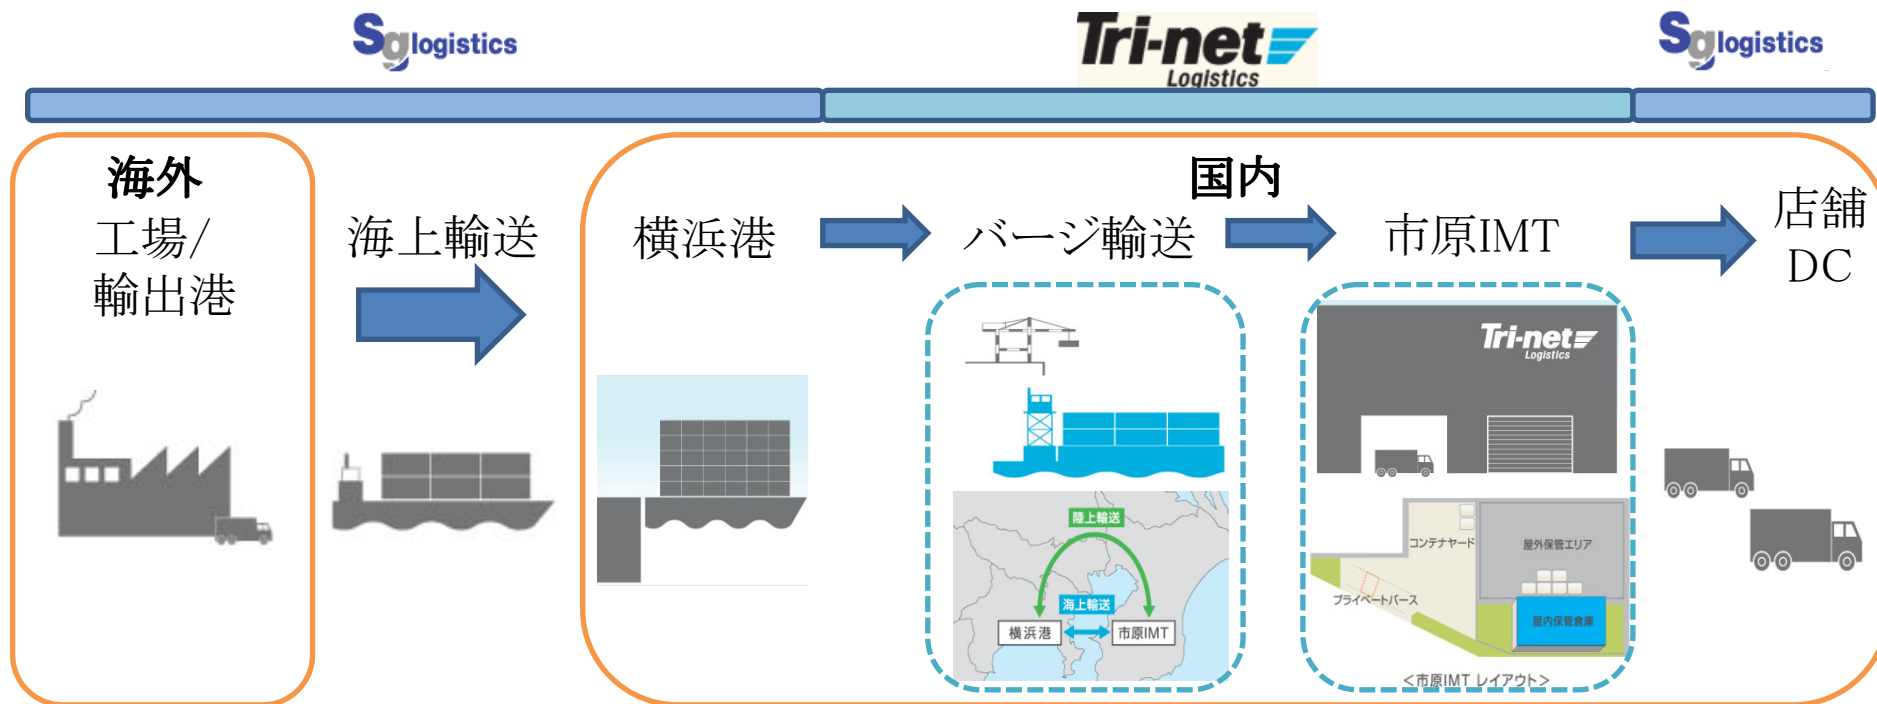 Sg logistics
Tri-net
Logistics
Sg logistics
海外
工場/
輸出港
海上輸送
国内
横浜港
バージ輸送
市原IMT
店舗
DC
Tri-net
Logistics
陸上輸送
海上輸送
横浜港
市原IMT
コンテナヤード
屋外保管エリア
プライベートバース
屋内保管倉庫
＜市原IMT レイアウト＞